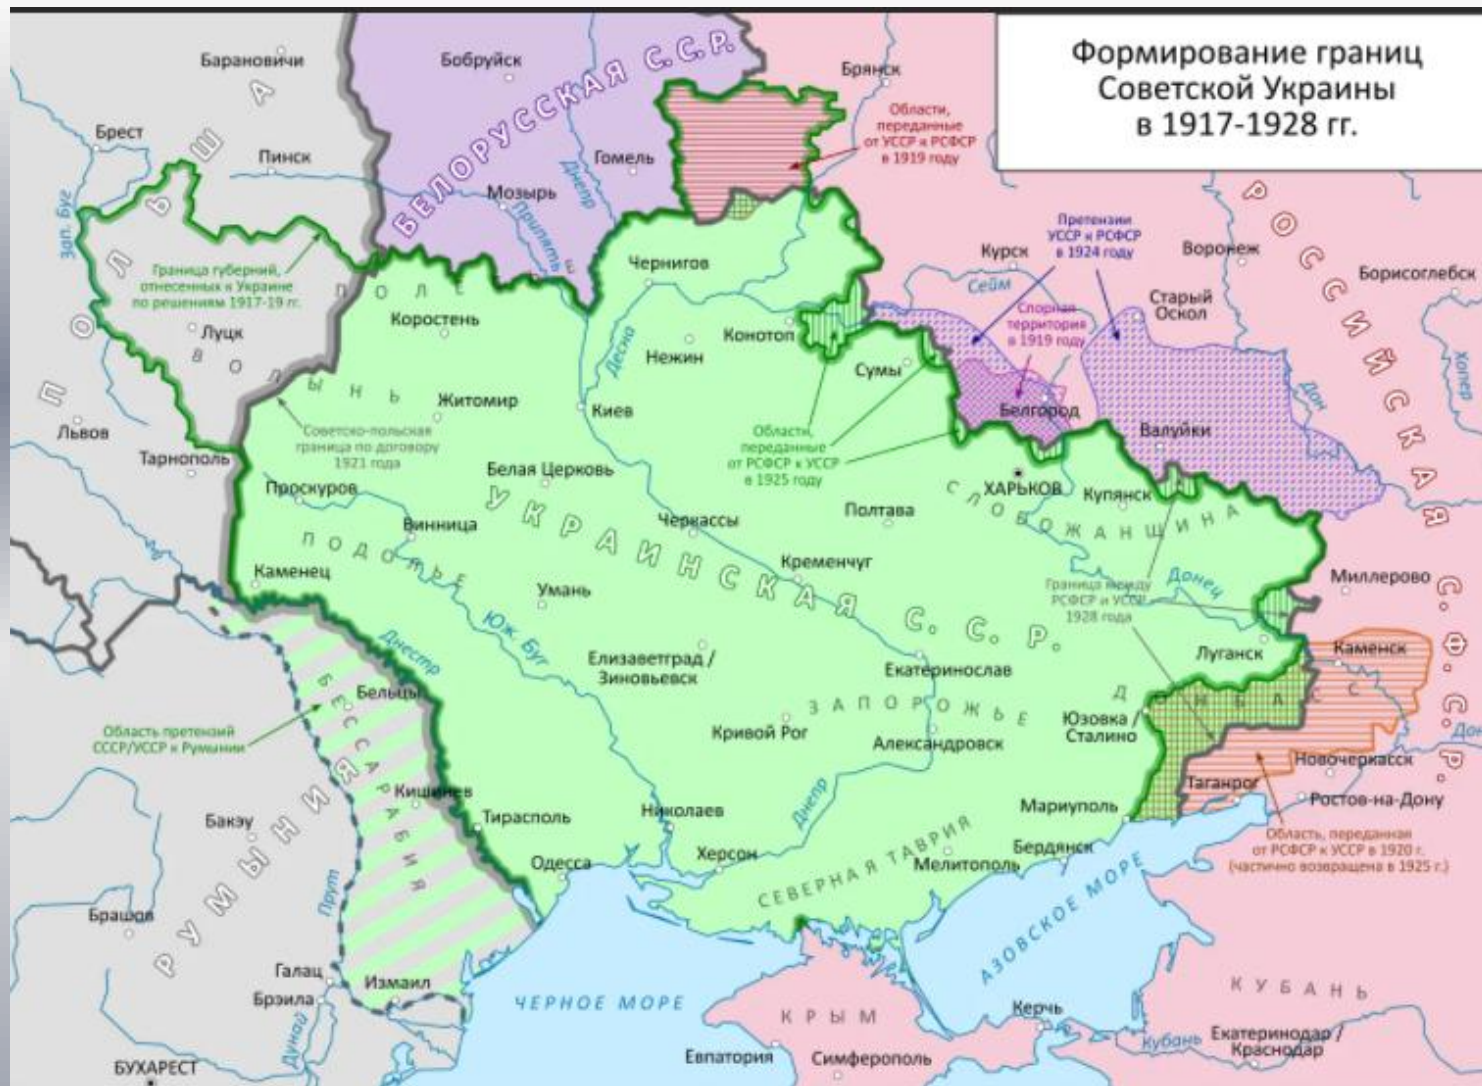 Формирование границ
Советской Украины
в 1917-1928 гг.
Барановичи
Бобруйск
Брянск
БЕЛОРУССКАЯ С.С.Р.
Области,
переданные
от УССР к РСФСР
в 1919 году
Брест
Пинск
Гомель
Мозырь
Днепр
Припять
Зап. Буг
ПОЛЬША
РОССИЙСКАЯ С.Ф.С.Р.
Претензии
УССР к РСФСР
в 1924 году
Курск
Воронеж
Борисоглебск
Сейм
Старый
Оскол
Спорная
территория
в 1919 году
Хопер
Дон
Чернигов
Граница губерний,
отнесенных к Украине
по решениям 1917-19 гг.
ПОЛЕ
Коростень
Луцк
ВОЛЫНЬ
Десна
Нежин
Конотоп
Сумы
Белгород
Валуйки
Житомир
Киев
Львов
Тарнополь
Советско-польская
граница по договору
1921 года
Области,
переданные
от РСФСР к УССР
в 1925 году
Белая Церковь
Проскуров
ХАРЬКОВ
Купянск
СЛОБОЖАНЩИНА
Полтава
Винница
Черкассы
УКРАИНСКАЯ С. С. Р.
ПОДОЛЬЕ
Кременчуг
Каменец
Умань
Граница между
РСФСР и УССР
1928 года
Донец
Миллерово
Юж. Буг
Днестр
Елизаветград /
Зиновьевск
Екатеринослав
Луганск
Каменск
БЕССАРАБИЯ
Бельцы
Область претензий
СССР/УССР к Румынии
ЗАПОРОЖЬЕ
ДОНБАСС
Кривой Рог
Александровск
Юзовка /
Сталино
Дон
Новочеркасск
Таганрог
Ростов-на-Дону
Кишинев
Тирасполь
Николаев
Днепр
Мариуполь
Бакэу
РУМЫНИЯ
Одесса
Херсон
СЕВЕРНАЯ ТАВРИЯ
Мелитополь
Бердянск
Область, переданная
от РСФСР к УССР в 1920 г.
(частично возвращена в 1925 г.)
Прут
Брашов
АЗОВСКОЕ МОРЕ
Галац
Брэила
Измаил
ЧЕРНОЕ МОРЕ
КРЫМ
КУБАНЬ
Керчь
Дунай
Кубань
Екатеринодар /
Краснодар
Евпатория
Симферополь
БУХАРЕСТ